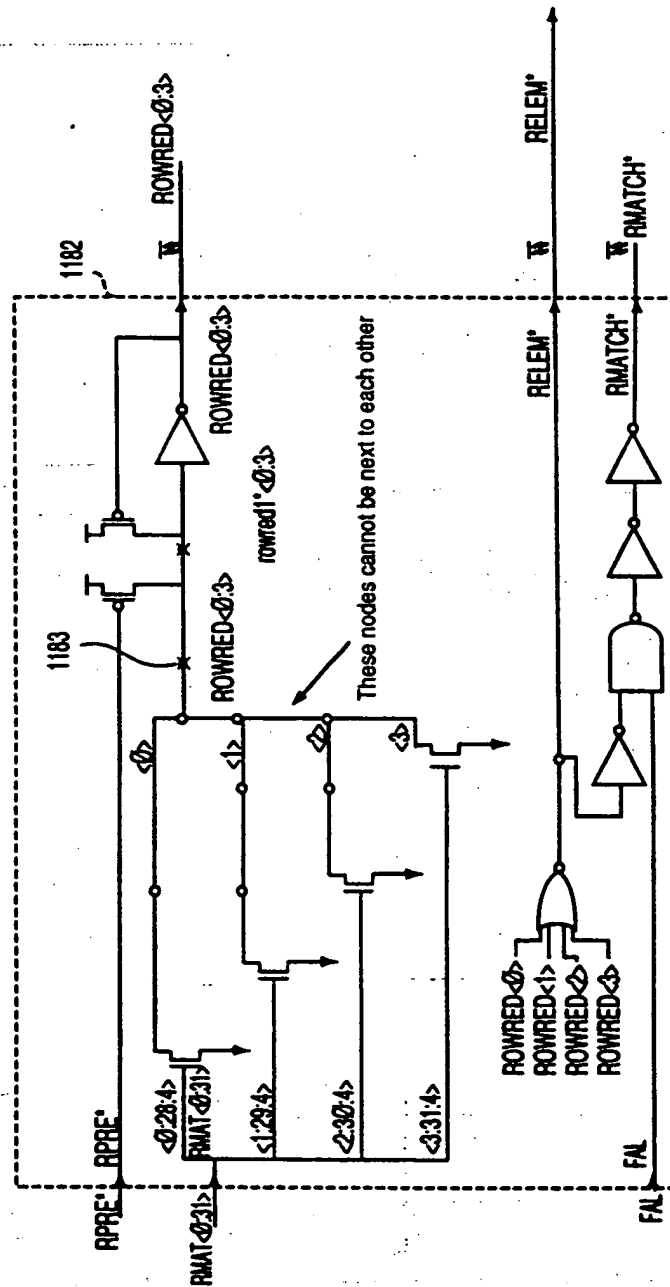 1182
1183
RPRE* RPRE*
ROWRED<0:3>
ROWRED<0:3>
rowred1*<0:3>
ROWRED<0:3>
These nodes cannot be next to each other
<0>
<1>
<2>
<3>
<0:28:4>
RMAT<0:31>
<1:29:4>
<2:30:4>
<3:31:4>
RMAT<0:31>
RELEM*
RELEM*
RMATCH*
RMATCH*
ROWRED<0>
ROWRED<1>
ROWRED<2>
ROWRED<3>
FAL FAL